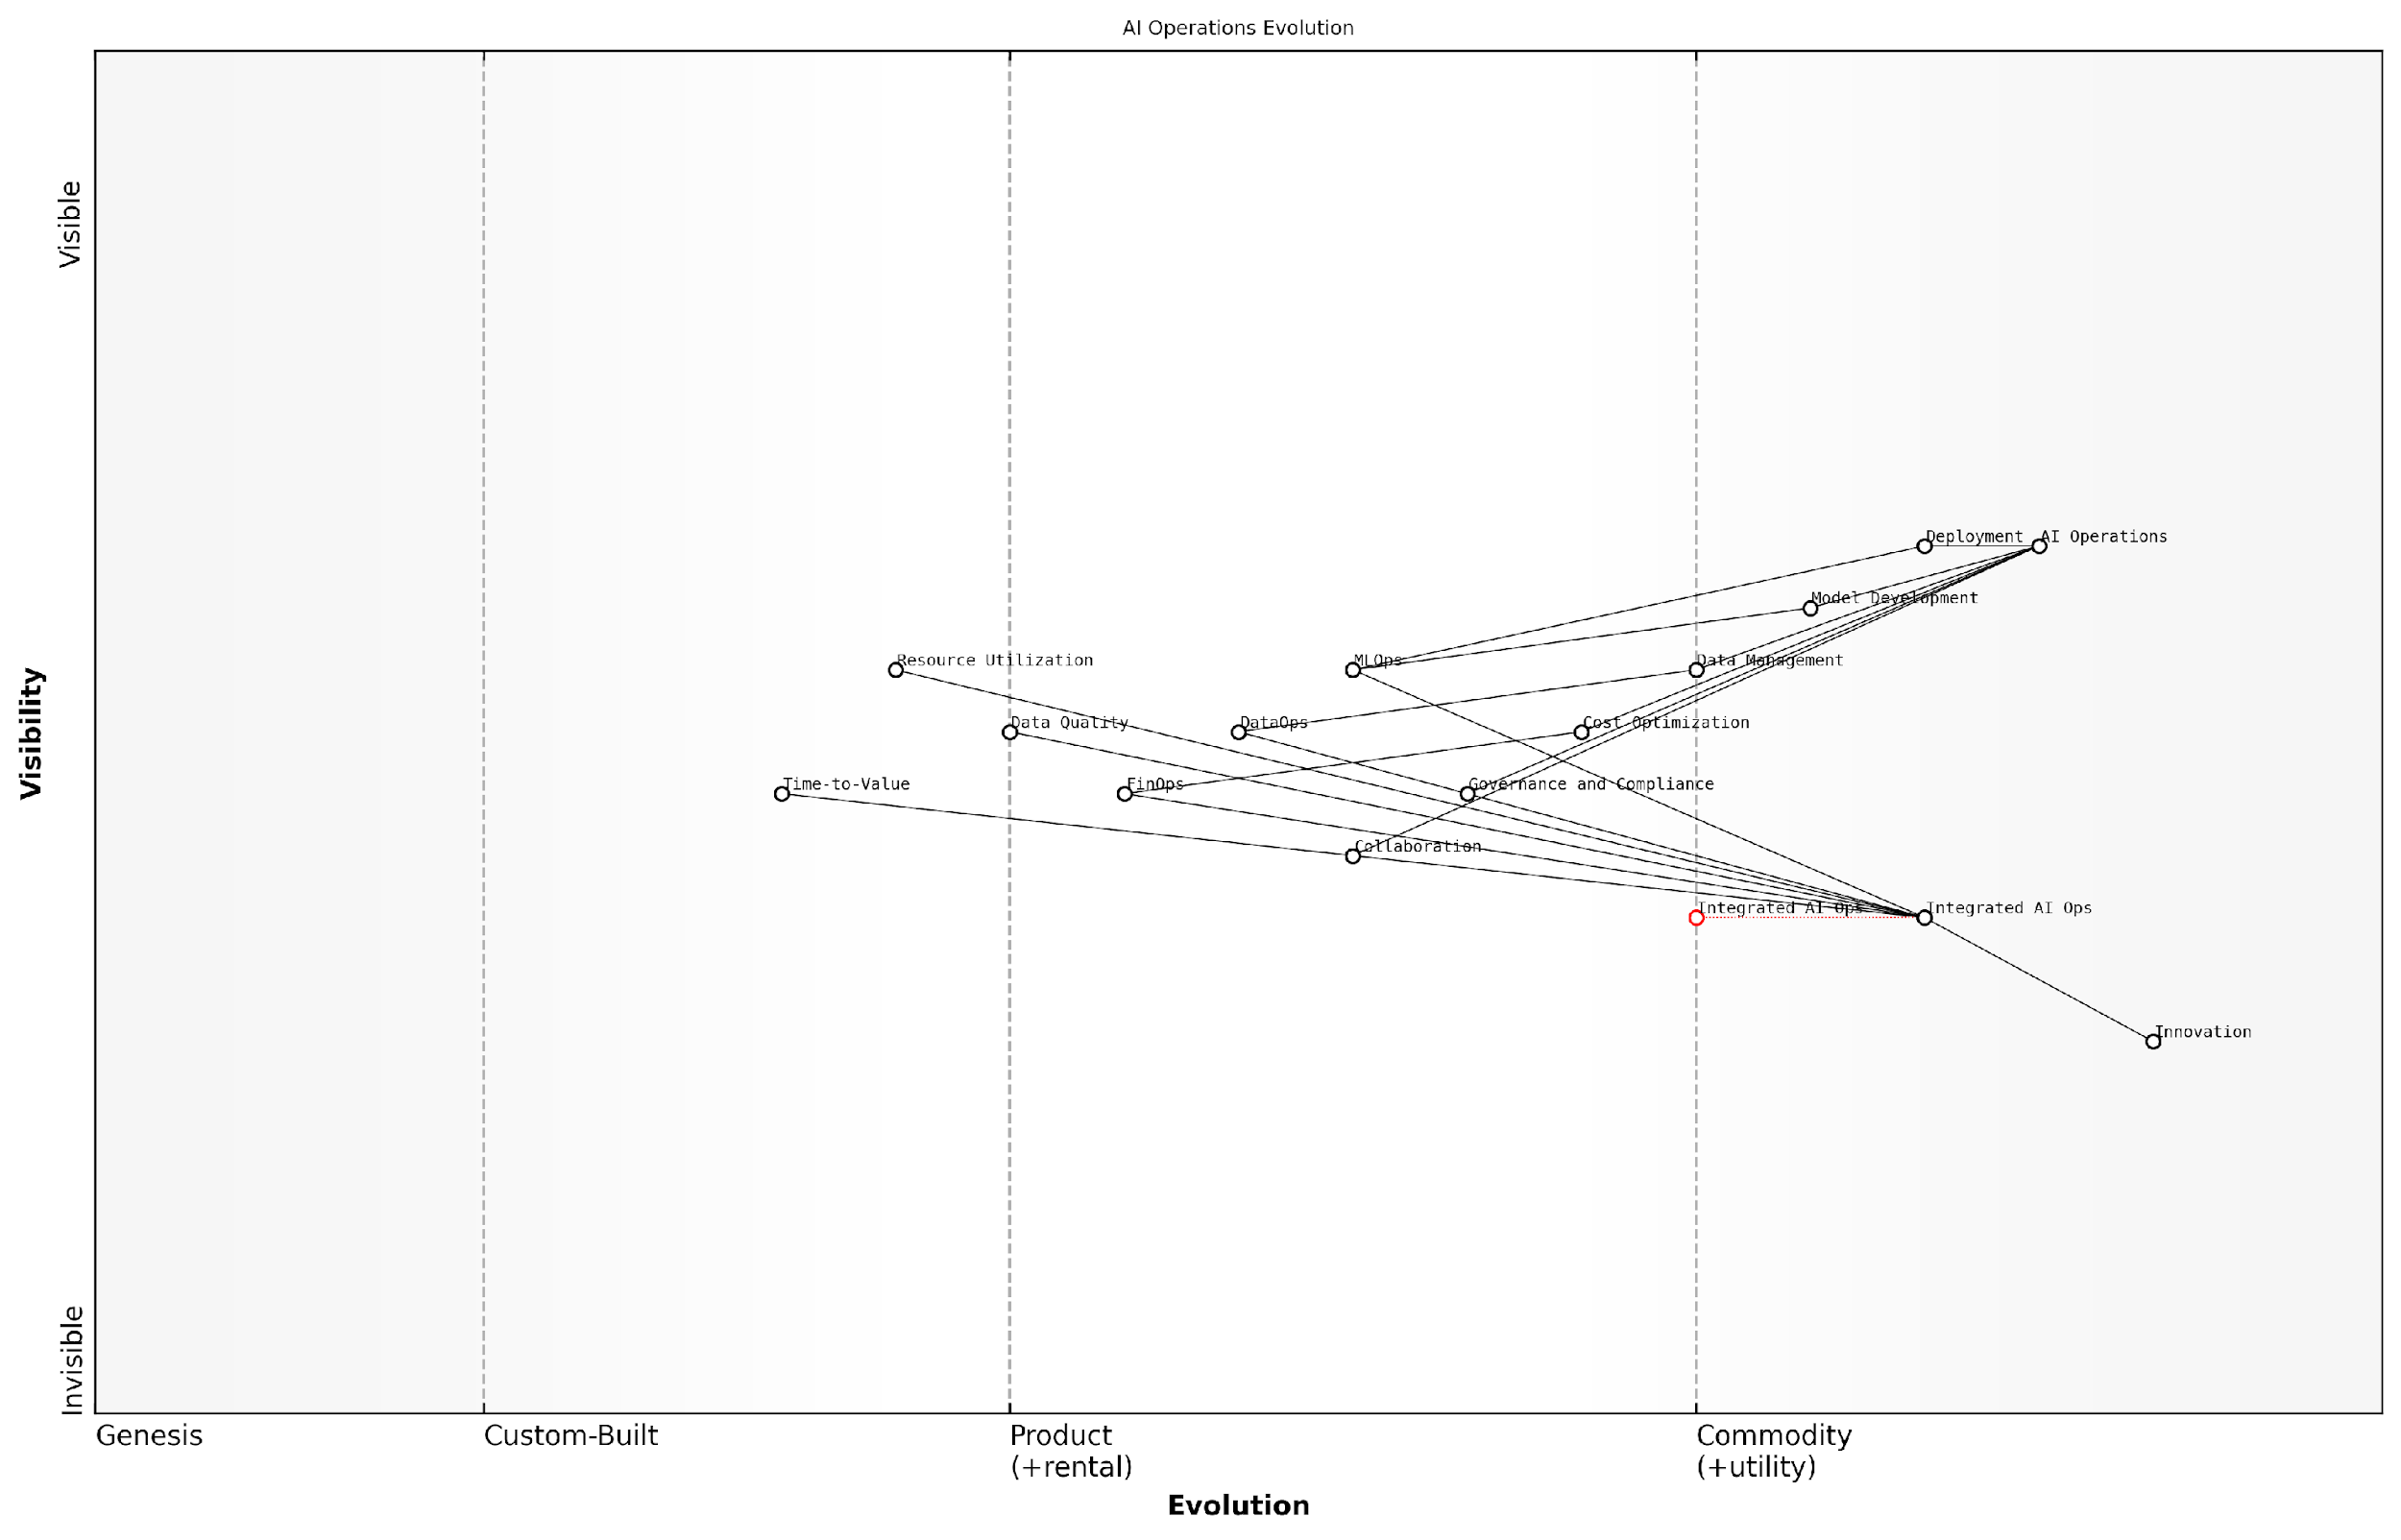 AI Operations Evolution
Visible
Visibility
Invisible
Deployment
AI Operations
Model Development
Resource Utilization
MLOps
Data Management
Data Quality
DataOps
Cost Optimization
Time-to-Value
FinOps
Governance and Compliance
Collaboration
Integrated AI Ops
Integrated AI Ops
Innovation
Genesis
Custom-Built
Product
(+rental)
Commodity
(+utility)
Evolution